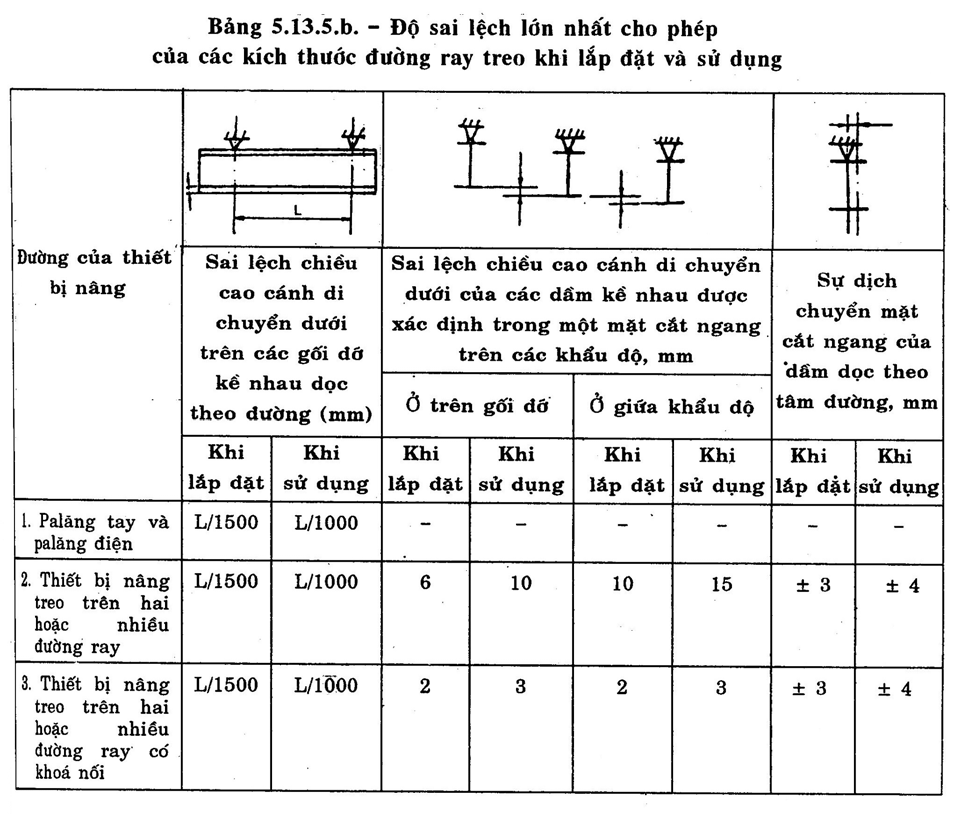 Bảng 5.13.5.b. – Độ sai lệch lớn nhất cho phép
của các kích thước đường ray treo khi lắp đặt và sử dụng
L
Đường của thiết
bị nâng
Sai lệch chiều
cao cánh di
chuyển dưới
trên các gối đỡ
kề nhau dọc
theo đường (mm)
Sai lệch chiều cao cánh di chuyển
dưới của các dầm kề nhau được
xác định trong một mặt cắt ngang
trên các khẩu độ, mm
Ở trên gối đỡ
Ở giữa khẩu độ
Sự dịch
chuyển mặt
cắt ngang của
dầm dọc theo
tâm đường, mm
Khi
lắp đặt
Khi
sử dụng
Khi
lắp đặt
Khi
sử dụng
Khi
lắp đặt
Khi
sử dụng
Khi
lắp đặt
Khi
sử dụng
1. Palăng tay và
palăng điện
L/1500 L/1000 – – – – – –
2. Thiết bị nâng
treo trên hai
hoặc nhiều
đường ray
L/1500 L/1000 6 10 10 15 ± 3 ± 4
3. Thiết bị nâng
treo trên hai
hoặc nhiều
đường ray có
khoá nối
L/1500 L/1000 2 3 2 3 ± 3 ± 4